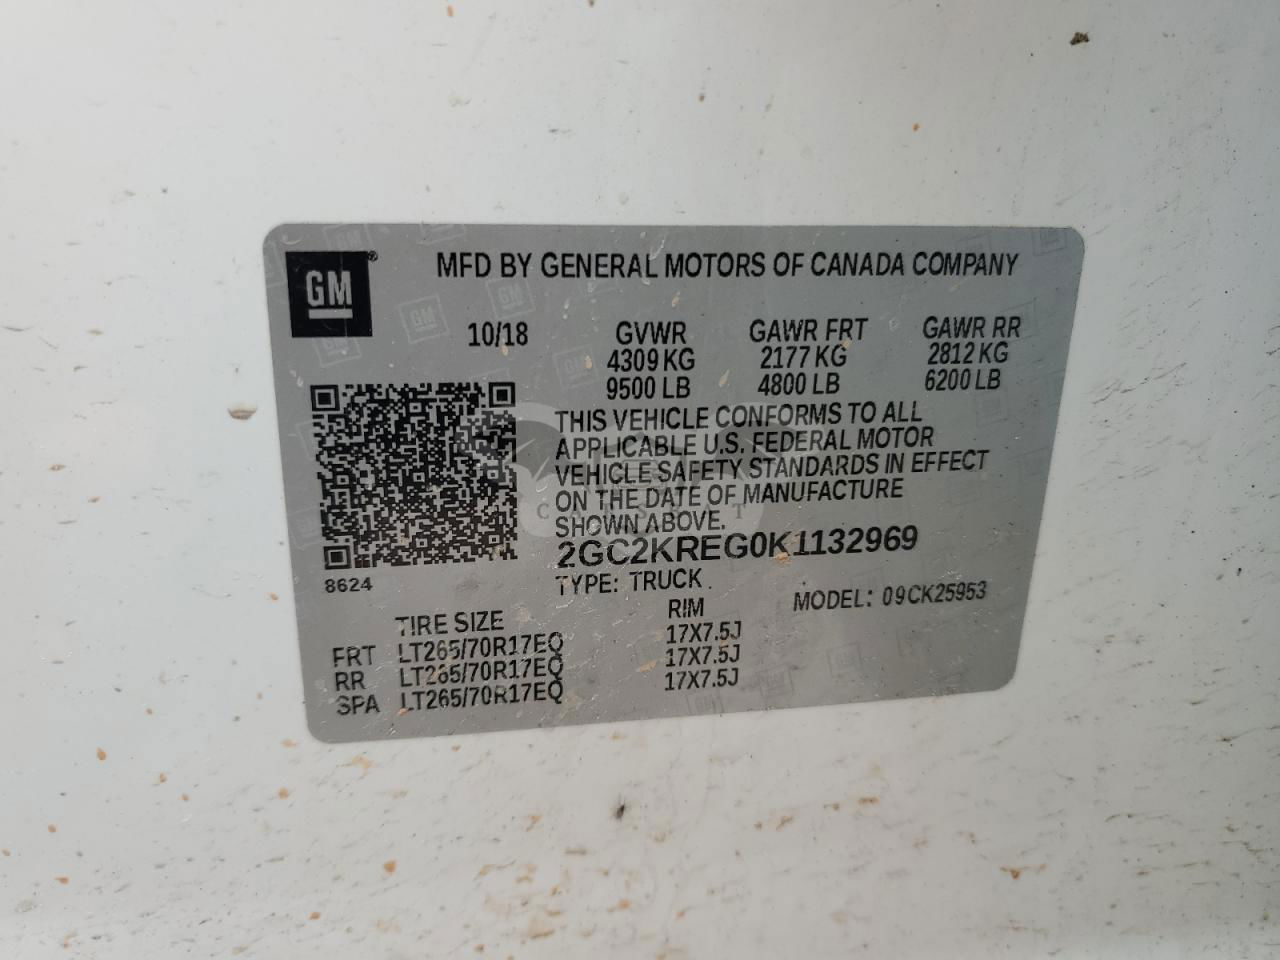 GM
MFD BY GENERAL MOTORS OF CANADA COMPANY
10/18 GVWR GAWR FRT GAWR RR
4309 KG 2177 KG 2812 KG
9500 LB 4800 LB 6200 LB
THIS VEHICLE CONFORMS TO ALL
APPLICABLE U.S. FEDERAL MOTOR
VEHICLE SAFETY STANDARDS IN EFFECT
ON THE DATE OF MANUFACTURE
SHOWN ABOVE.
2GC2KREG0K1132969
8624
TYPE: TRUCK MODEL: 09CK25953
TIRE SIZE RIM
FRT LT265/70R17EQ 17X7.5J
RR LT265/70R17EQ 17X7.5J
SPA LT265/70R17EQ 17X7.5J